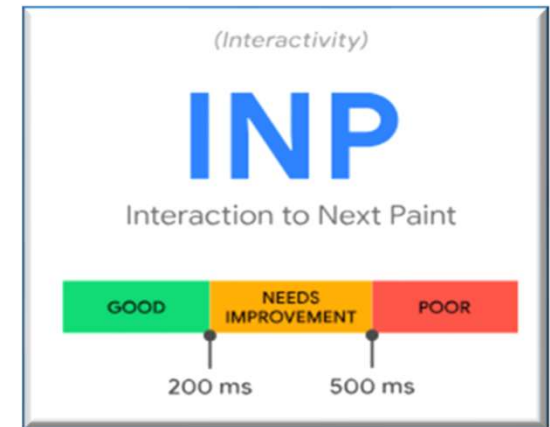 (Interactivity)
INP
Interaction to Next Paint
GOOD
NEEDS
IMPROVEMENT
POOR
200 ms
500 ms